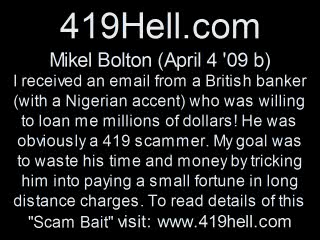 419Hell.com
Mikel Bolton (April 4 '09 b)
I received an email from a British banker
(with a Nigerian accent) who was willing
to loan me millions of dollars! He was
obviously a 419 scammer. My goal was
to waste his time and money by tricking
him into paying a small fortune in long
distance charges. To read details of this
"Scam Bait" visit: www.419hell.com